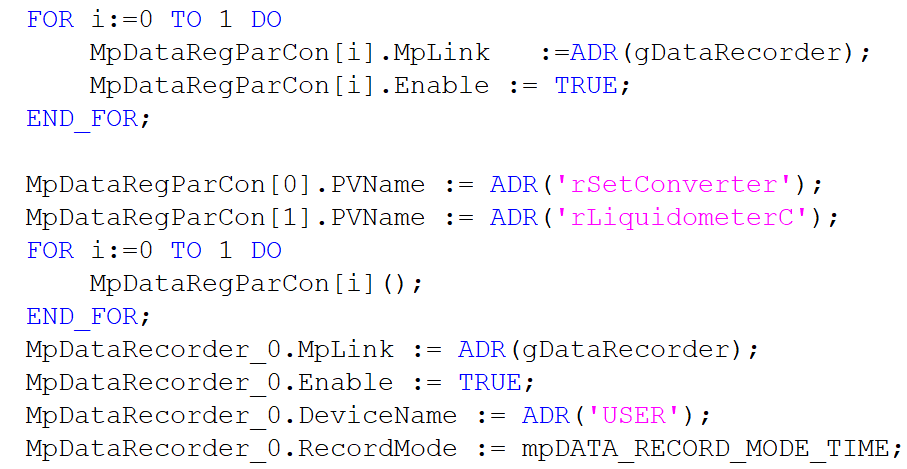 FOR i:=0 TO 1 DO
    MpDataRegParCon[i].MpLink   :=ADR(gDataRecorder);
    MpDataRegParCon[i].Enable := TRUE;
END_FOR;

MpDataRegParCon[0].PVName := ADR('rSetConverter');
MpDataRegParCon[1].PVName := ADR('rLiquidometerC');
FOR i:=0 TO 1 DO
    MpDataRegParCon[i]();
END_FOR;
MpDataRecorder_0.MpLink := ADR(gDataRecorder);
MpDataRecorder_0.Enable := TRUE;
MpDataRecorder_0.DeviceName := ADR('USER');
MpDataRecorder_0.RecordMode := mpDATA_RECORD_MODE_TIME;